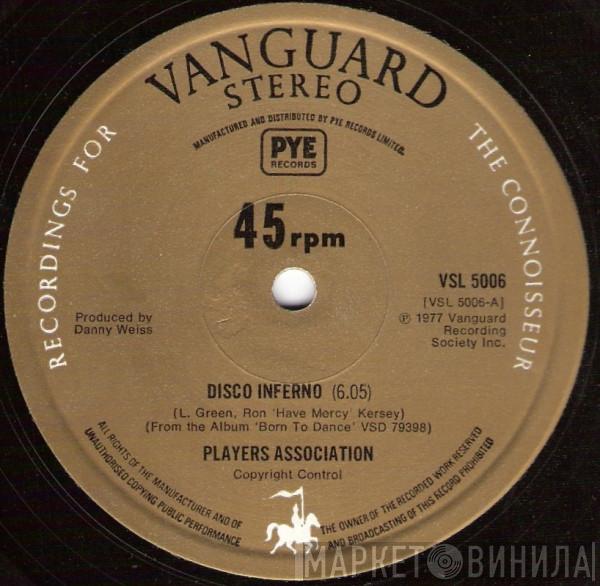 VANGUARD
STEREO
RECORDINGS FOR
THE CONNOISSEUR
MANUFACTURED AND DISTRIBUTED BY PYE RECORDS LIMITED.
PYE
RECORDS
45 rpm
VSL 5006
[VSL 5006-A]
℗ 1977 Vanguard
Recording
Society Inc.
Produced by
Danny Weiss
DISCO INFERNO (6.05)
(L. Green, Ron 'Have Mercy' Kersey)
(From the Album 'Born To Dance' VSD 79398)
PLAYERS ASSOCIATION
Copyright Control
ALL RIGHTS OF THE MANUFACTURER AND OF
THE OWNER OF THE RECORDED WORK RESERVED
UNAUTHORISED COPYING PUBLIC PERFORMANCE
AND BROADCASTING OF THIS RECORD PROHIBITED
МАРКЕТ ВИНИЛА